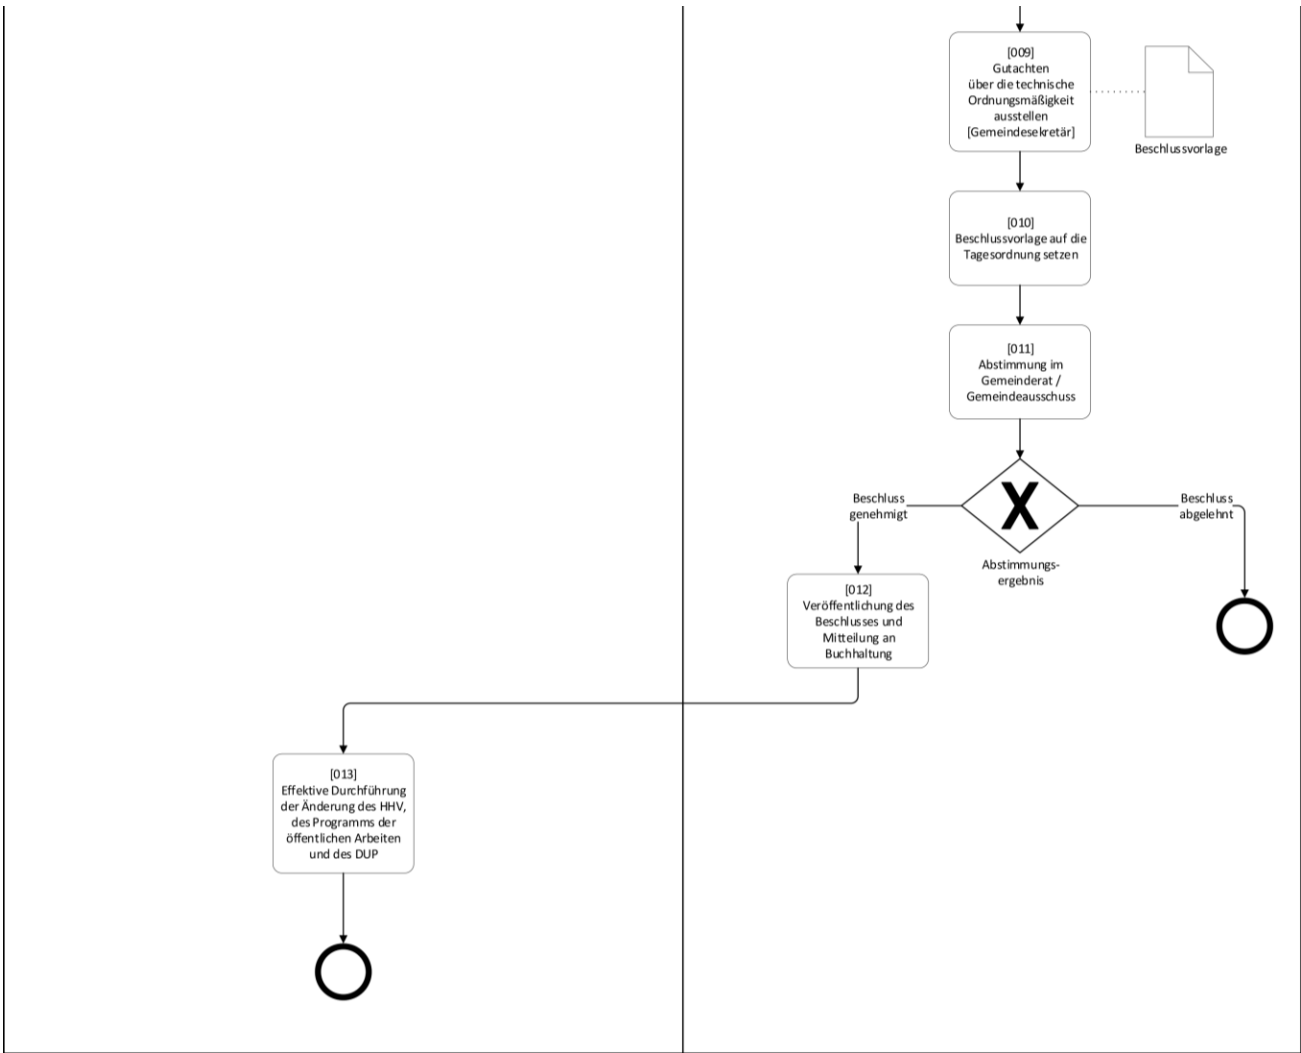 [009]
Gutachten
über die technische
Ordnungsmäßigkeit
ausstellen
[Gemeindesekretär]
Beschlussvorlage
[010]
Beschlussvorlage auf die
Tagesordnung setzen
[011]
Abstimmung im
Gemeinderat /
Gemeindeausschuss
Beschluss
genehmigt
X
Beschluss
abgelehnt
Abstimmungs-
ergebnis
[012]
Veröffentlichung des
Beschlusses und
Mitteilung an
Buchhaltung
[013]
Effektive Durchführung
der Änderung des HHV,
des Programms der
öffentlichen Arbeiten
und des DUP